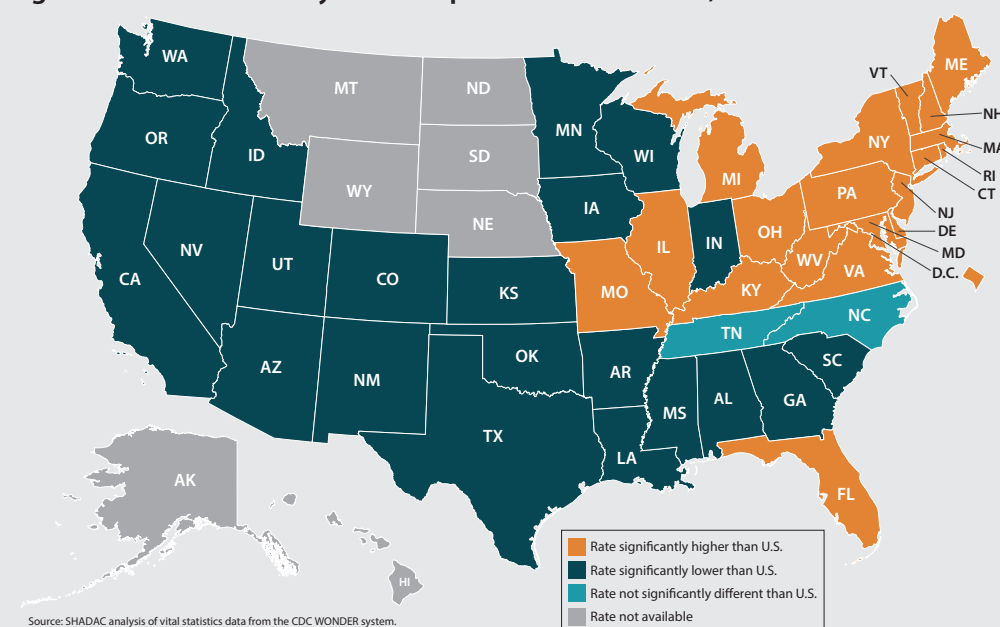 WA
MT
ND
ME
VT
NH
MA
RI
CT
NY
OR
ID
MN
WI
SD
MI
WY
PA
NJ
DE
MD
D.C.
NE
IA
IL
IN
OH
WV
VA
NV
UT
CO
KS
MO
KY
CA
NC
TN
AZ
NM
OK
AR
SC
MS
AL
GA
TX
LA
AK
FL
HI
Rate significantly higher than U.S.
Rate significantly lower than U.S.
Rate not significantly different than U.S.
Rate not available
Source: SHADAC analysis of vital statistics data from the CDC WONDER system.